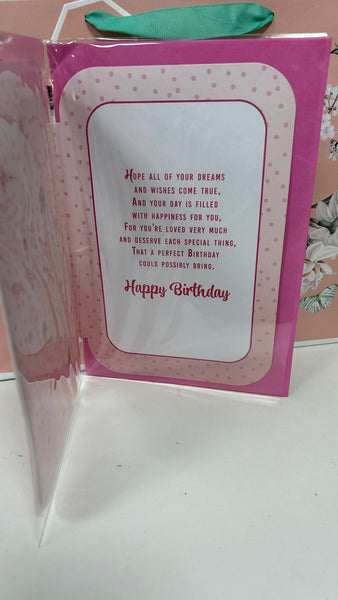 Hope all of your dreams
and wishes come true,
And your day is filled
with happiness for you,
For you're loved very much
and deserve each special thing,
That a perfect Birthday
could possibly bring.
Happy Birthday